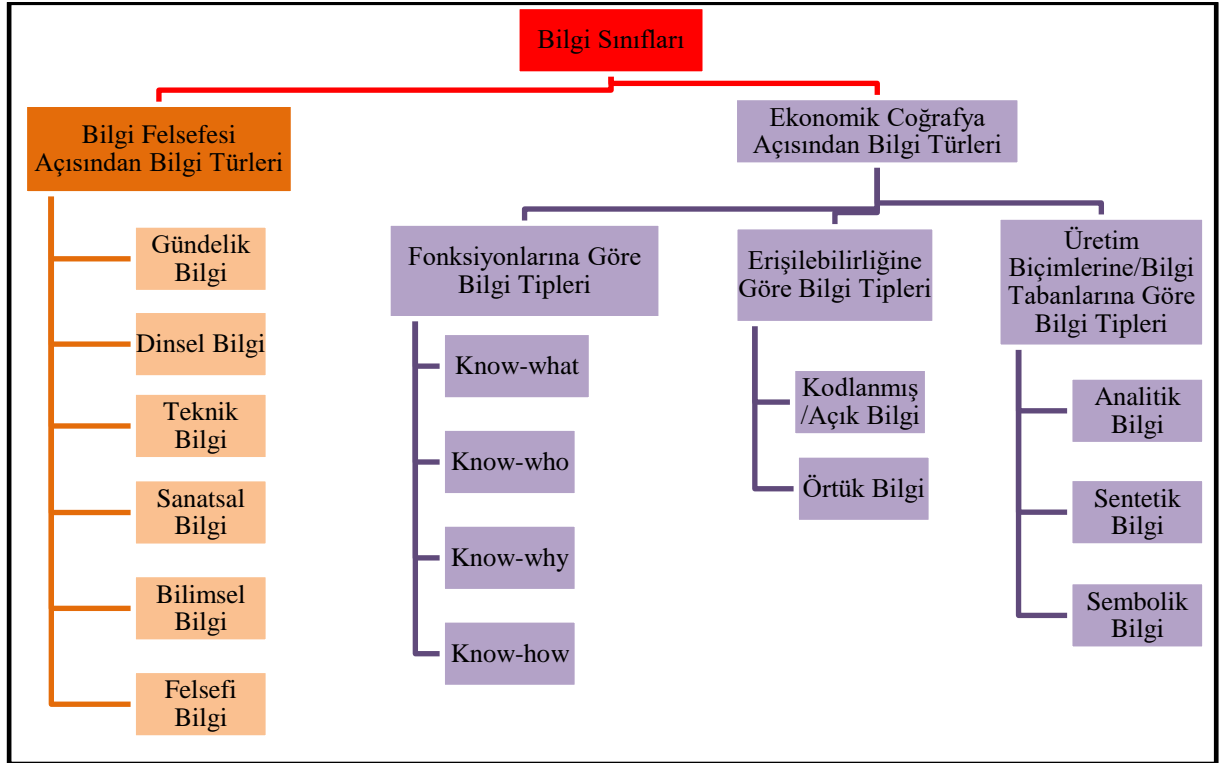 Bilgi Sınıfları
Bilgi Felsefesi
Açısından Bilgi Türleri
Gündelik
Bilgi
Dinsel Bilgi
Teknik
Bilgi
Sanatsal
Bilgi
Bilimsel
Bilgi
Felsefi
Bilgi
Ekonomik Coğrafya
Açısından Bilgi Türleri
Fonksiyonlarına Göre
Bilgi Tipleri
Know-what
Know-who
Know-why
Know-how
Erişilebilirliğine
Göre Bilgi Tipleri
Kodlanmış
/Açık Bilgi
Örtük Bilgi
Üretim
Biçimlerine/Bilgi
Tabanlarına Göre
Bilgi Tipleri
Analitik
Bilgi
Sentetik
Bilgi
Sembolik
Bilgi